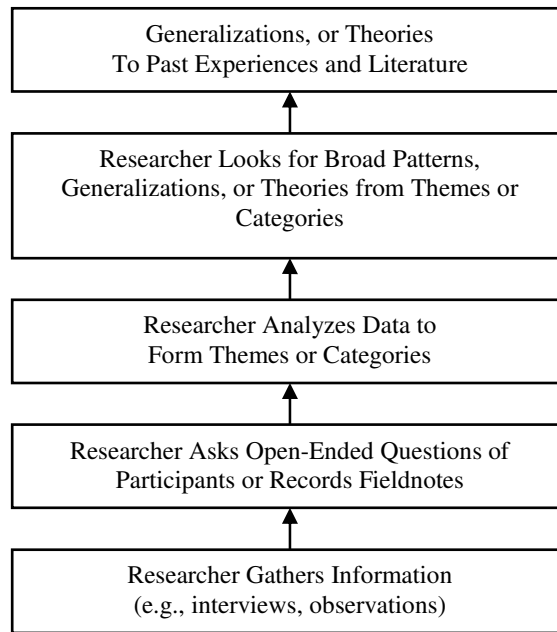 Generalizations, or Theories
To Past Experiences and Literature
Researcher Looks for Broad Patterns,
Generalizations, or Theories from Themes or
Categories
Researcher Analyzes Data to
Form Themes or Categories
Researcher Asks Open-Ended Questions of
Participants or Records Fieldnotes
Researcher Gathers Information
(e.g., interviews, observations)